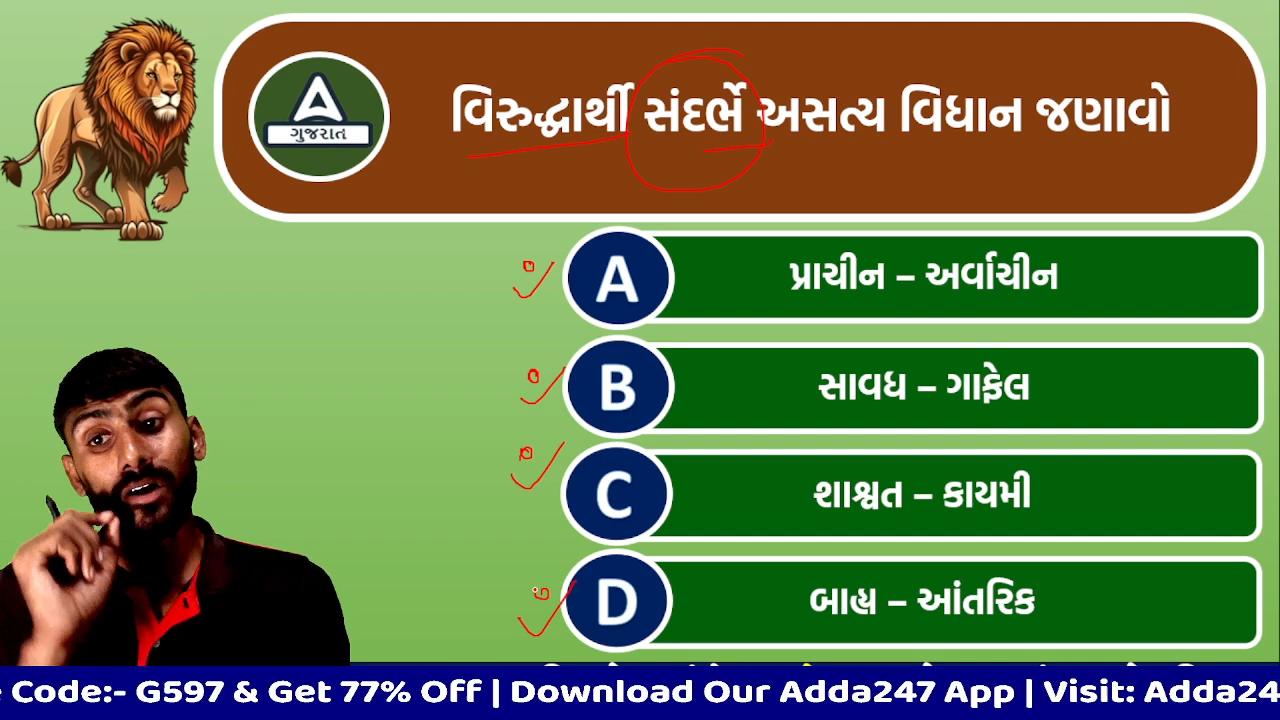 વિરુદ્ધાર્થી સંદર્ભે અસત્ય વિધાન જણાવો
ગુજરાત
A પ્રાચીન – અર્વાચીન
B સાવધ – ગાફેલ
C શાશ્વત – કાયમી
D બાહ્ય – આંતરિક
Code:- G597 & Get 77% Off | Download Our Adda247 App | Visit: Adda24